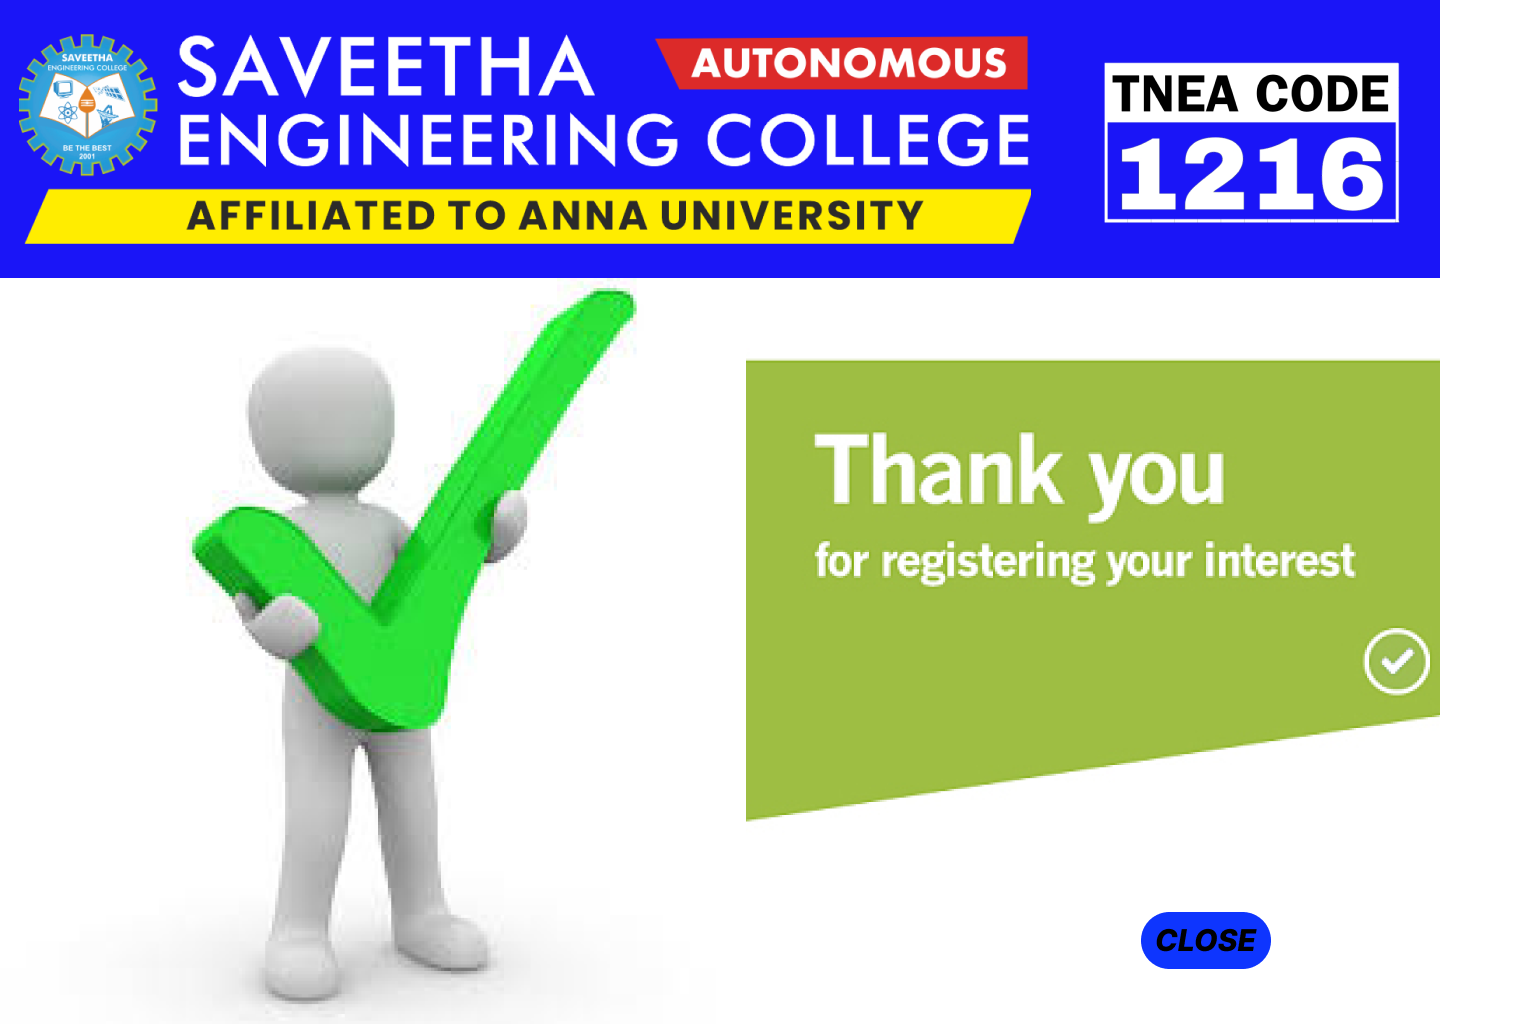 SAVEETHA
ENGINEERING COLLEGE
BE THE BEST
2001
SAVEETHA
AUTONOMOUS
ENGINEERING COLLEGE
AFFILIATED TO ANNA UNIVERSITY
TNEA CODE
1216
Thank you
for registering your interest
CLOSE